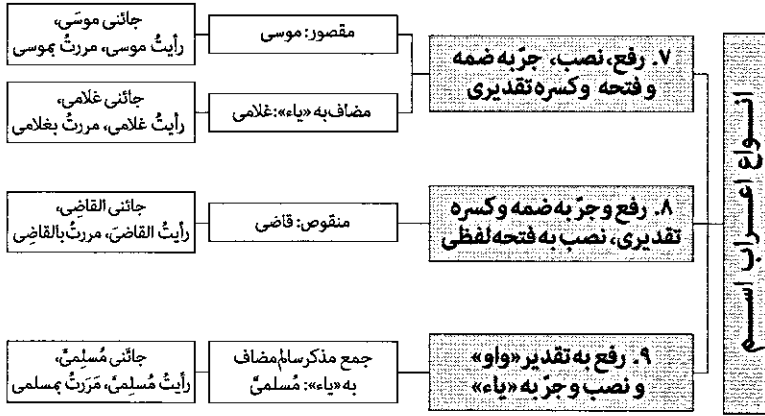 انواع اعراب اسم
۷. رفع، نصب، جرّ به ضمه
و فتحه و کسره تقدیری
مقصور: موسی
جائنی موسَی،
رأیتُ موسی، مررتُ بموسی
مضاف به «یاء»: غلامی
جائنی غلامی،
رأیتُ غلامی، مررتُ بغلامی
۸. رفع و جرّ به ضمه و کسره
تقدیری، نصب به فتحه لفظی
منقوص: قاضی
جائنی القاضِی،
رأیتُ القاضیَ، مررتُ بالقاضِی
۹. رفع به تقدیر «واو»
و نصب و جرّ به «یاء»
جمع مذکر سالم مضاف
به «یاء»: مُسلمیَّ
جائنی مُسلمیَّ،
رأیتُ مُسلِمیَّ، مَرَرتُ بمسلمی